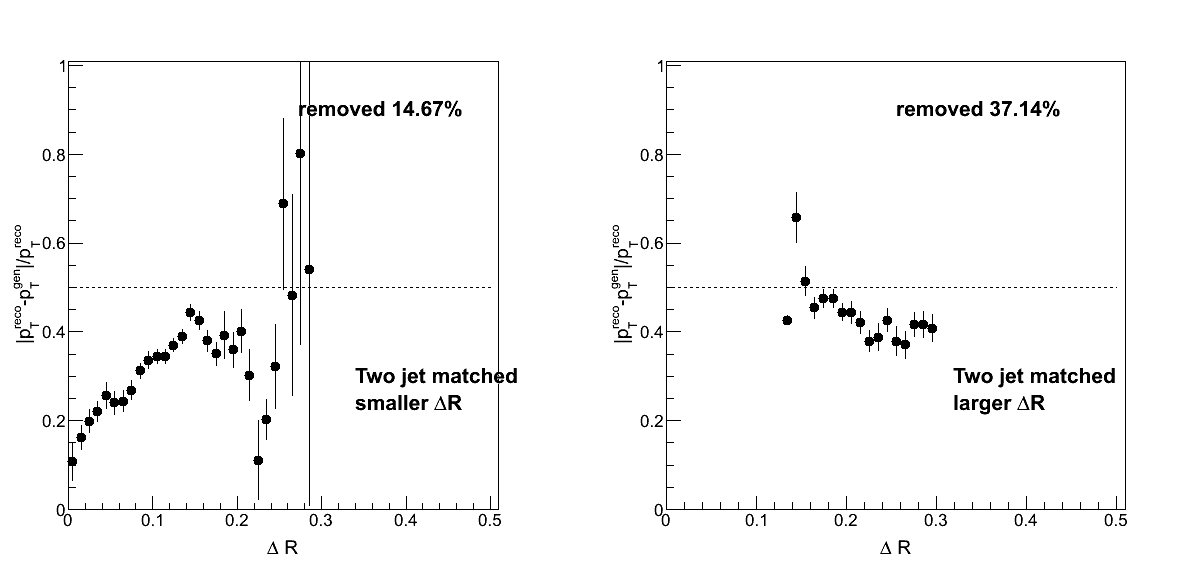 1
0.8
0.6
0.4
0.2
0
0 0.1 0.2 0.3 0.4 0.5
Δ R
|p_T^reco-p_T^gen|/p_T^reco
removed 14.67%
Two jet matched
smaller ΔR
1
0.8
0.6
0.4
0.2
0
0 0.1 0.2 0.3 0.4 0.5
Δ R
|p_T^reco-p_T^gen|/p_T^reco
removed 37.14%
Two jet matched
larger ΔR